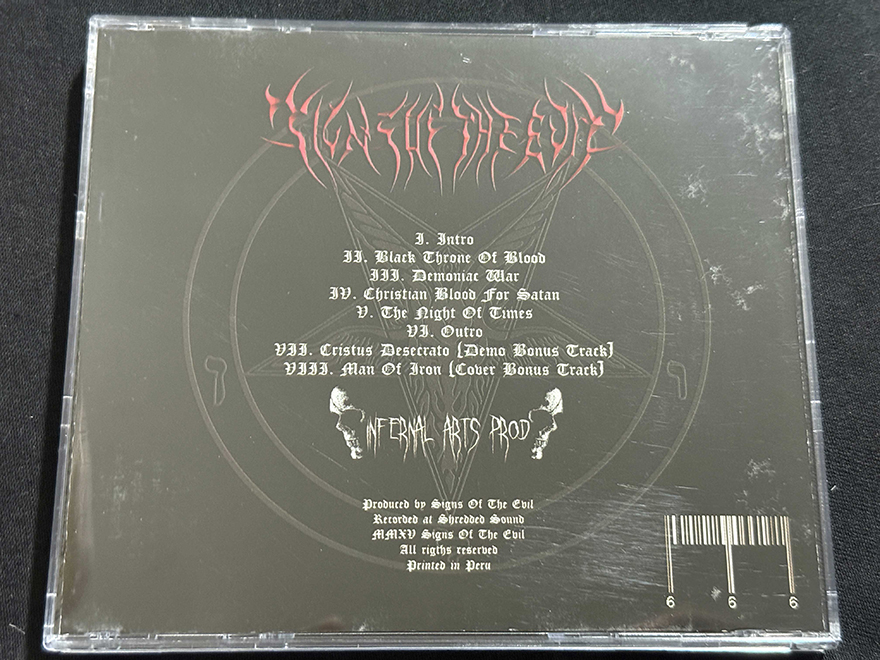 SIGNS OF THE EVIL
I. Intro
II. Black Throne Of Blood
III. Demoniac War
IV. Christian Blood For Satan
V. The Night Of Times
VI. Outro
VII. Cristus Desecrato [Demo Bonus Track]
VIII. Man Of Iron [Cover Bonus Track]
INFERNAL ARTS PROD
Produced by Signs Of The Evil
Recorded at Shredded Sound
MMXV Signs Of The Evil
All rigths reserved
Printed in Peru
6 6 6